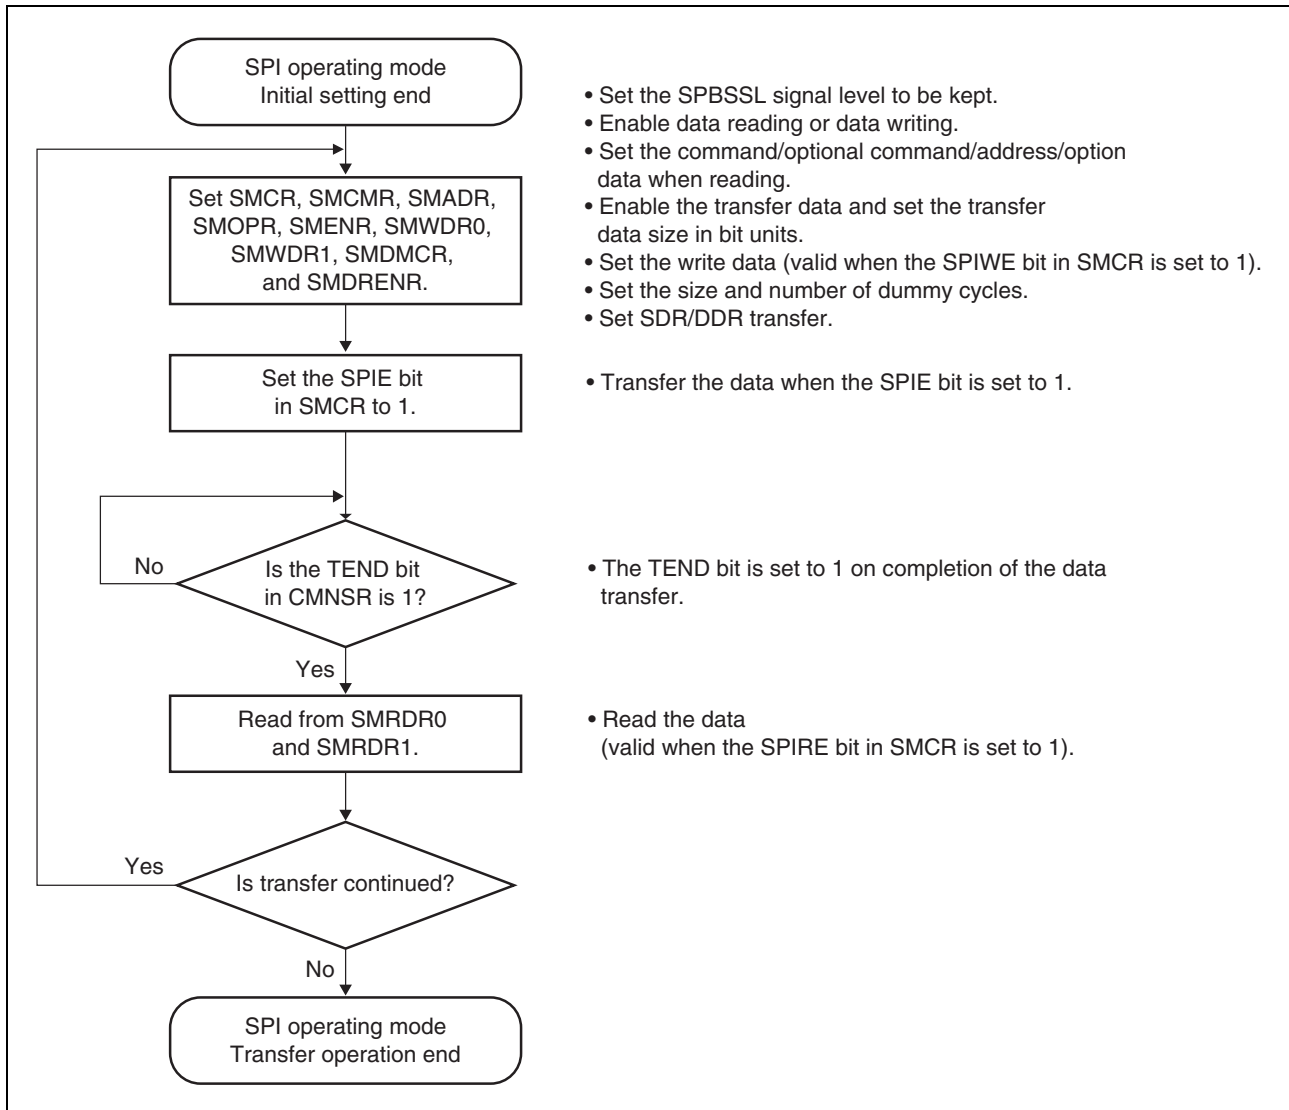 SPI operating mode
Initial setting end
• Set the SPBSSL signal level to be kept.
• Enable data reading or data writing.
• Set the command/optional command/address/option
data when reading.
• Enable the transfer data and set the transfer
data size in bit units.
• Set the write data (valid when the SPIWE bit in SMCR is set to 1).
• Set the size and number of dummy cycles.
• Set SDR/DDR transfer.
Set SMCR, SMCMR, SMADR,
SMOPR, SMENR, SMWDR0,
SMWDR1, SMDMCR,
and SMDRENR.
Set the SPIE bit
in SMCR to 1.
• Transfer the data when the SPIE bit is set to 1.
No
Is the TEND bit
in CMNSR is 1?
• The TEND bit is set to 1 on completion of the data
transfer.
Yes
Read from SMRDR0
and SMRDR1.
• Read the data
(valid when the SPIRE bit in SMCR is set to 1).
Yes
Is transfer continued?
No
SPI operating mode
Transfer operation end